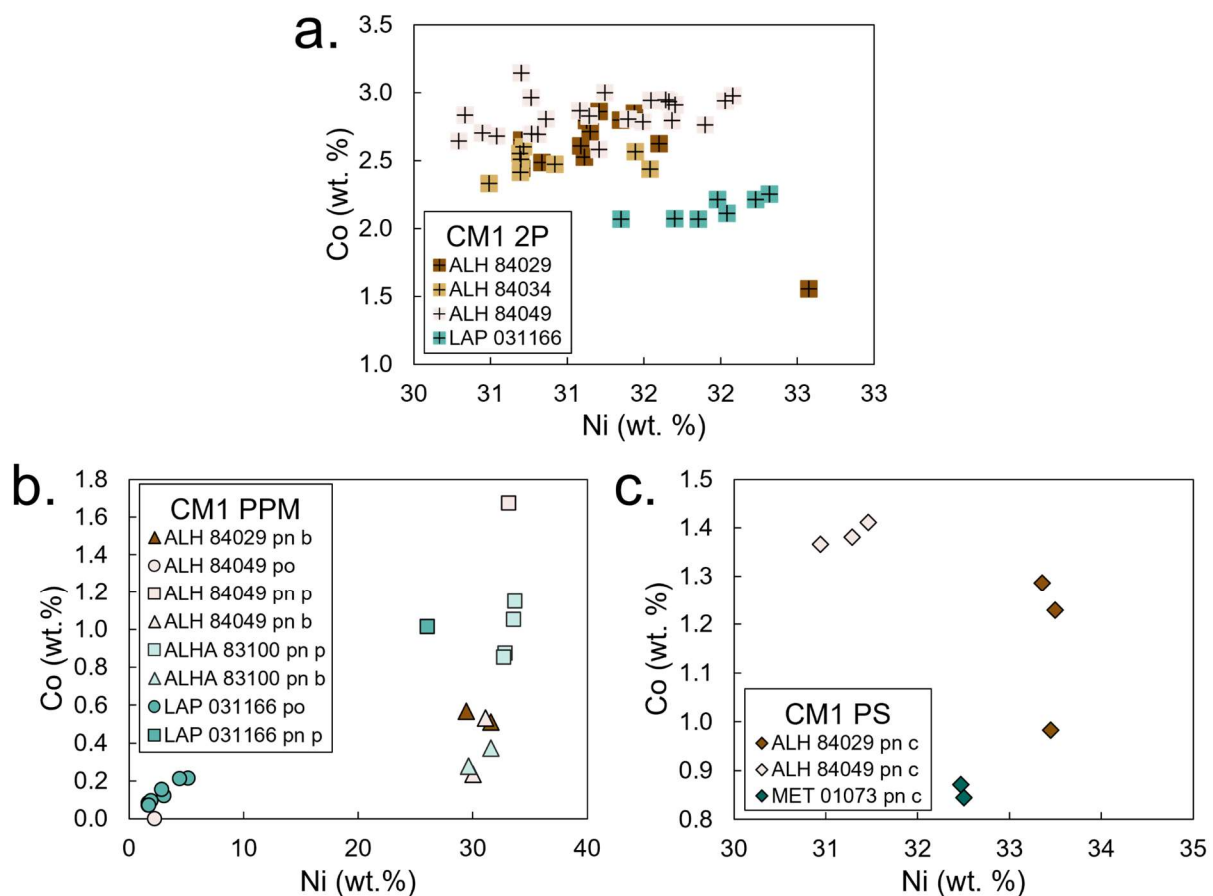 a.
3.5
3.0
2.5
2.0
1.5
1.0
Co (wt. %)
CM1 2P
ALH 84029
ALH 84034
ALH 84049
LAP 031166
30 31 31 32 32 33 33
Ni (wt. %)
b.
1.8
1.6
1.4
1.2
1.0
0.8
0.6
0.4
0.2
0.0
Co (wt.%)
CM1 PPM
ALH 84029 pn b
ALH 84049 po
ALH 84049 pn p
ALH 84049 pn b
ALHA 83100 pn p
ALHA 83100 pn b
LAP 031166 po
LAP 031166 pn p
0 10 20 30 40
Ni (wt.%)
c.
1.5
1.4
1.3
1.2
1.1
1.0
0.9
0.8
Co (wt. %)
CM1 PS
ALH 84029 pn c
ALH 84049 pn c
MET 01073 pn c
30 31 32 33 34 35
Ni (wt. %)